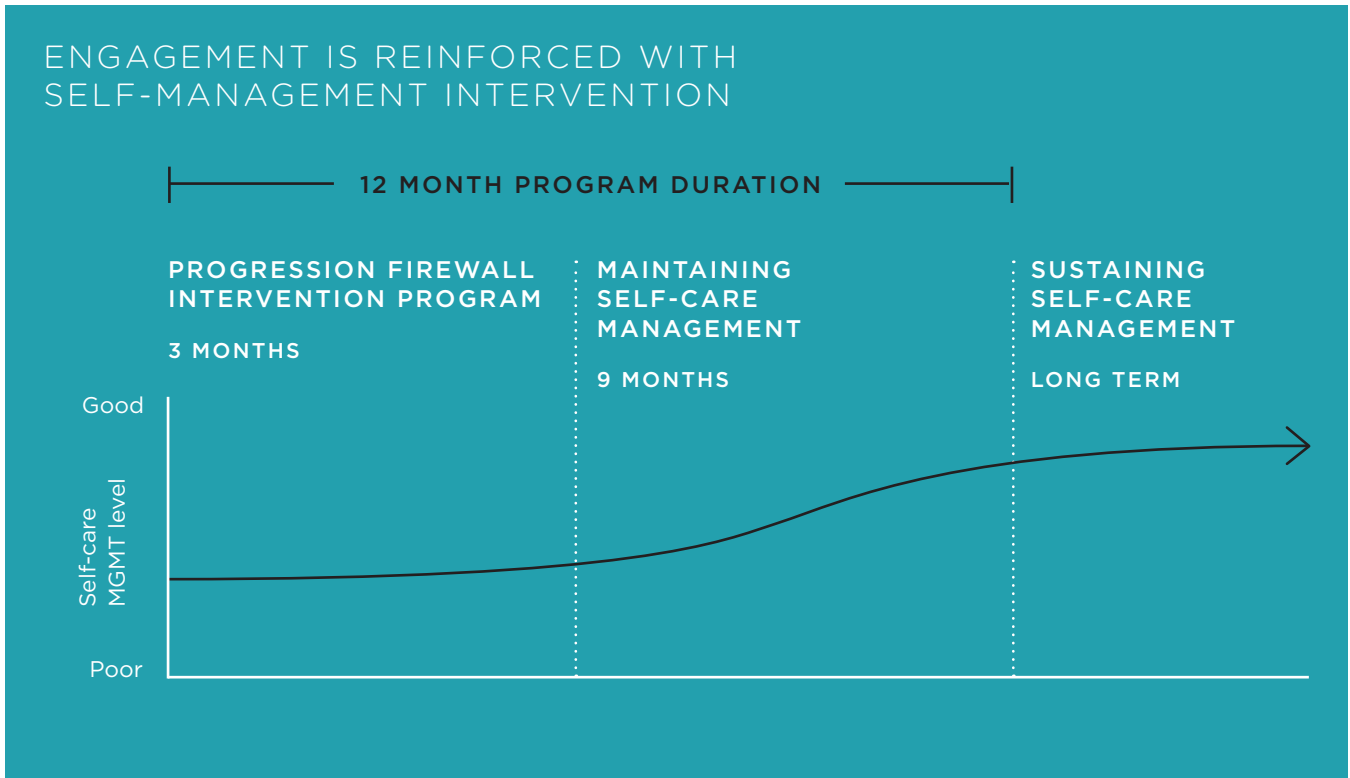 ENGAGEMENT IS REINFORCED WITH
SELF-MANAGEMENT INTERVENTION
12 MONTH PROGRAM DURATION
PROGRESSION FIREWALL
INTERVENTION PROGRAM
3 MONTHS
MAINTAINING
SELF-CARE
MANAGEMENT
9 MONTHS
SUSTAINING
SELF-CARE
MANAGEMENT
LONG TERM
Good
Self-care
MGMT level
Poor